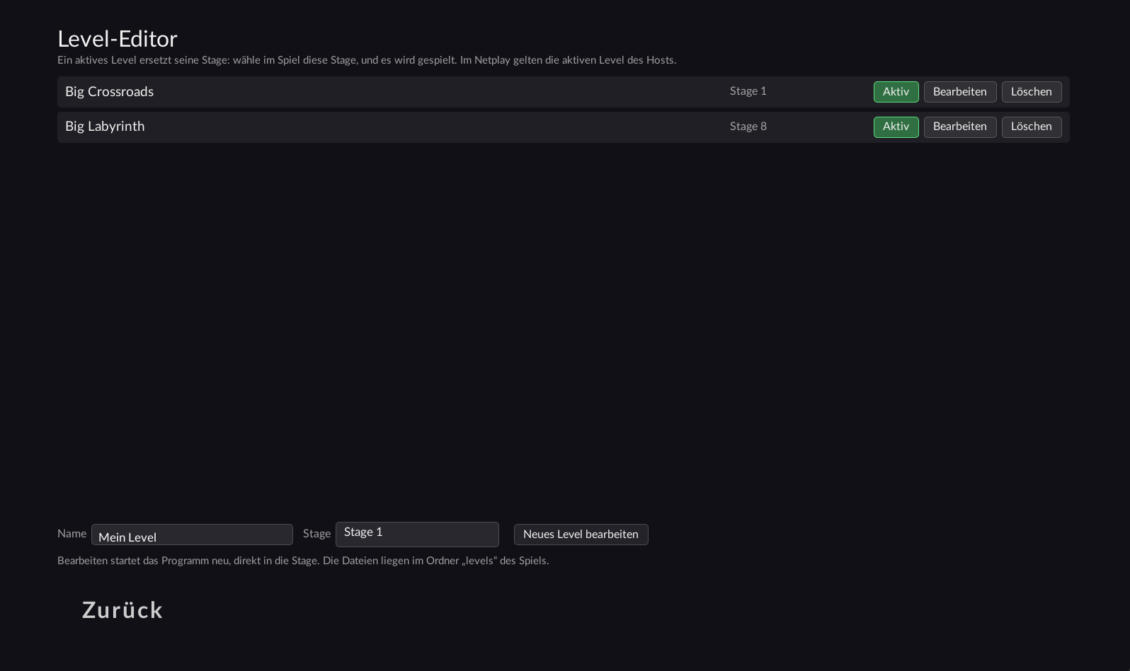 Level-Editor
Ein aktives Level ersetzt seine Stage: wähle im Spiel diese Stage, und es wird gespielt. Im Netplay gelten die aktiven Level des Hosts.
Big Crossroads Stage 1 Aktiv Bearbeiten Löschen
Big Labyrinth Stage 8 Aktiv Bearbeiten Löschen
Name Mein Level Stage Stage 1 Neues Level bearbeiten
Bearbeiten startet das Programm neu, direkt in die Stage. Die Dateien liegen im Ordner „levels“ des Spiels.
Zurück